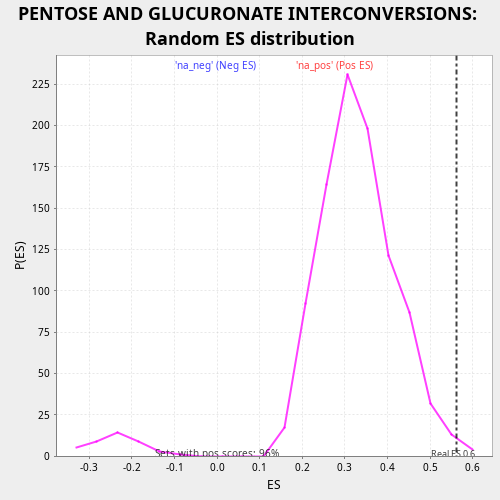 PENTOSE AND GLUCURONATE INTERCONVERSIONS:
Random ES distribution
'na_neg' (Neg ES) 'na_pos' (Pos ES)
225
200
175
150
125
100
75
50
25
0
P(ES)
Sets with pos scores: 96%
Real ES 0.6
-0.3 -0.2 -0.1 0.0 0.1 0.2 0.3 0.4 0.5 0.6
ES